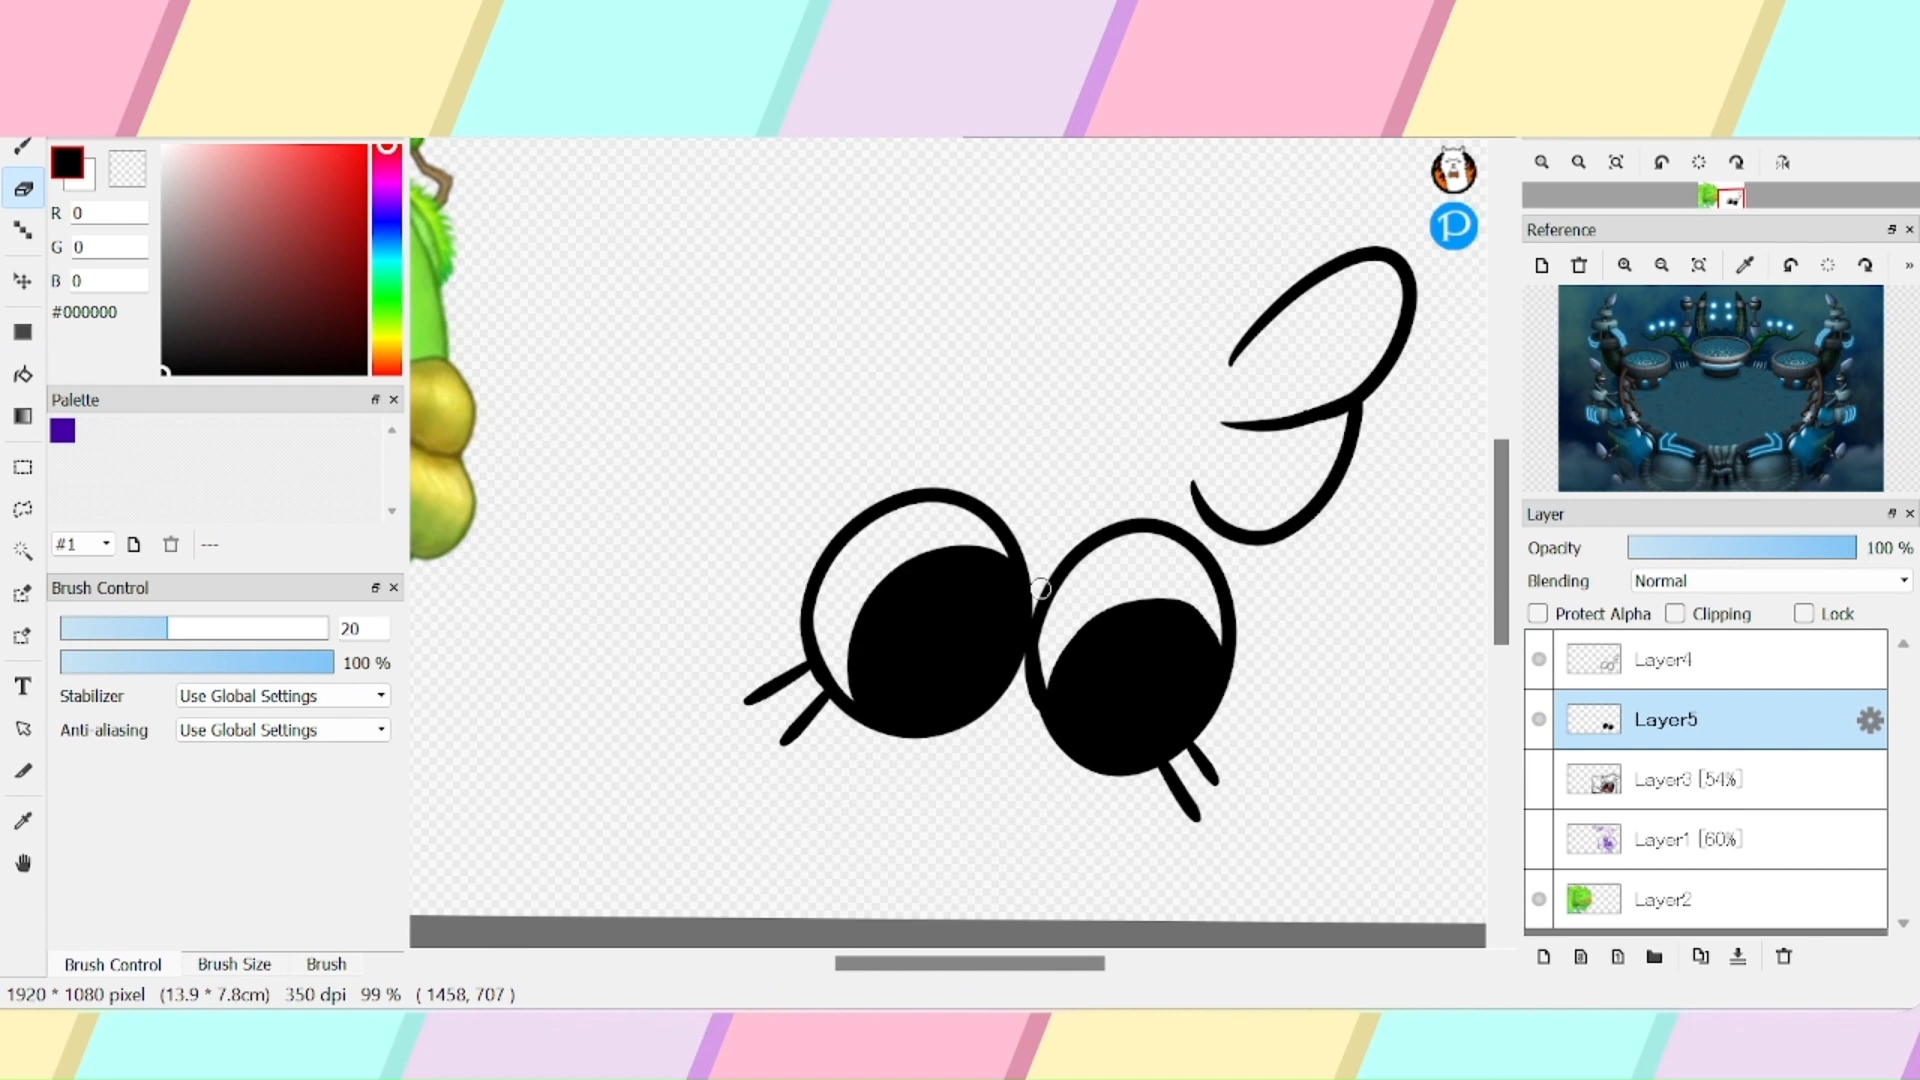 R 0
G 0
B 0
#000000
Palette
#1
---
Brush Control
20
100 %
Stabilizer Use Global Settings
Anti-aliasing Use Global Settings
Brush Control Brush Size Brush
1920 * 1080 pixel (13.9 * 7.8cm) 350 dpi 99 % ( 1458, 707 )
P
Reference
»
Layer
Opacity 100 %
Blending Normal
Protect Alpha Clipping Lock
Layer4
Layer5
Layer3 [54%]
Layer1 [60%]
Layer2
T